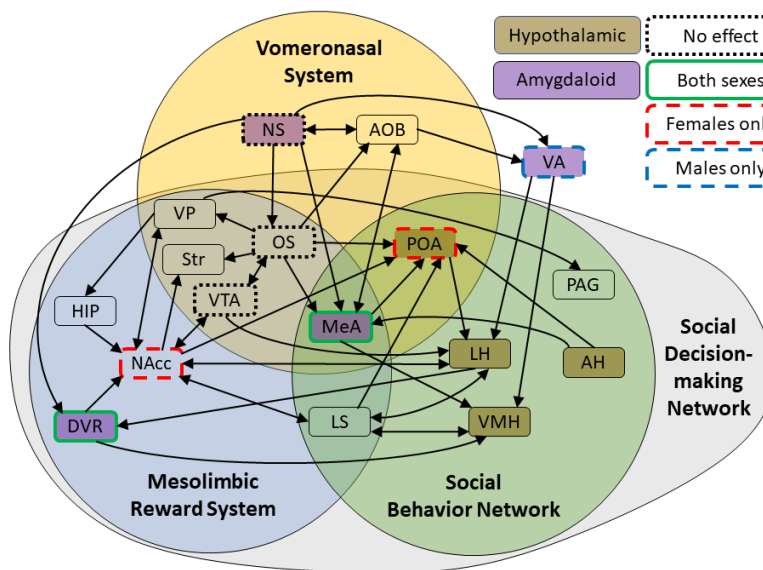 Vomeronasal
System
Hypothalamic
No effect
Amygdaloid
Both sexes
Females only
Males only
NS
AOB
VA
VP
OS
POA
Str
PAG
HIP
VTA
MeA
NAcc
LH
AH
Social
Decision-
making
Network
DVR
LS
VMH
Mesolimbic
Reward System
Social
Behavior Network